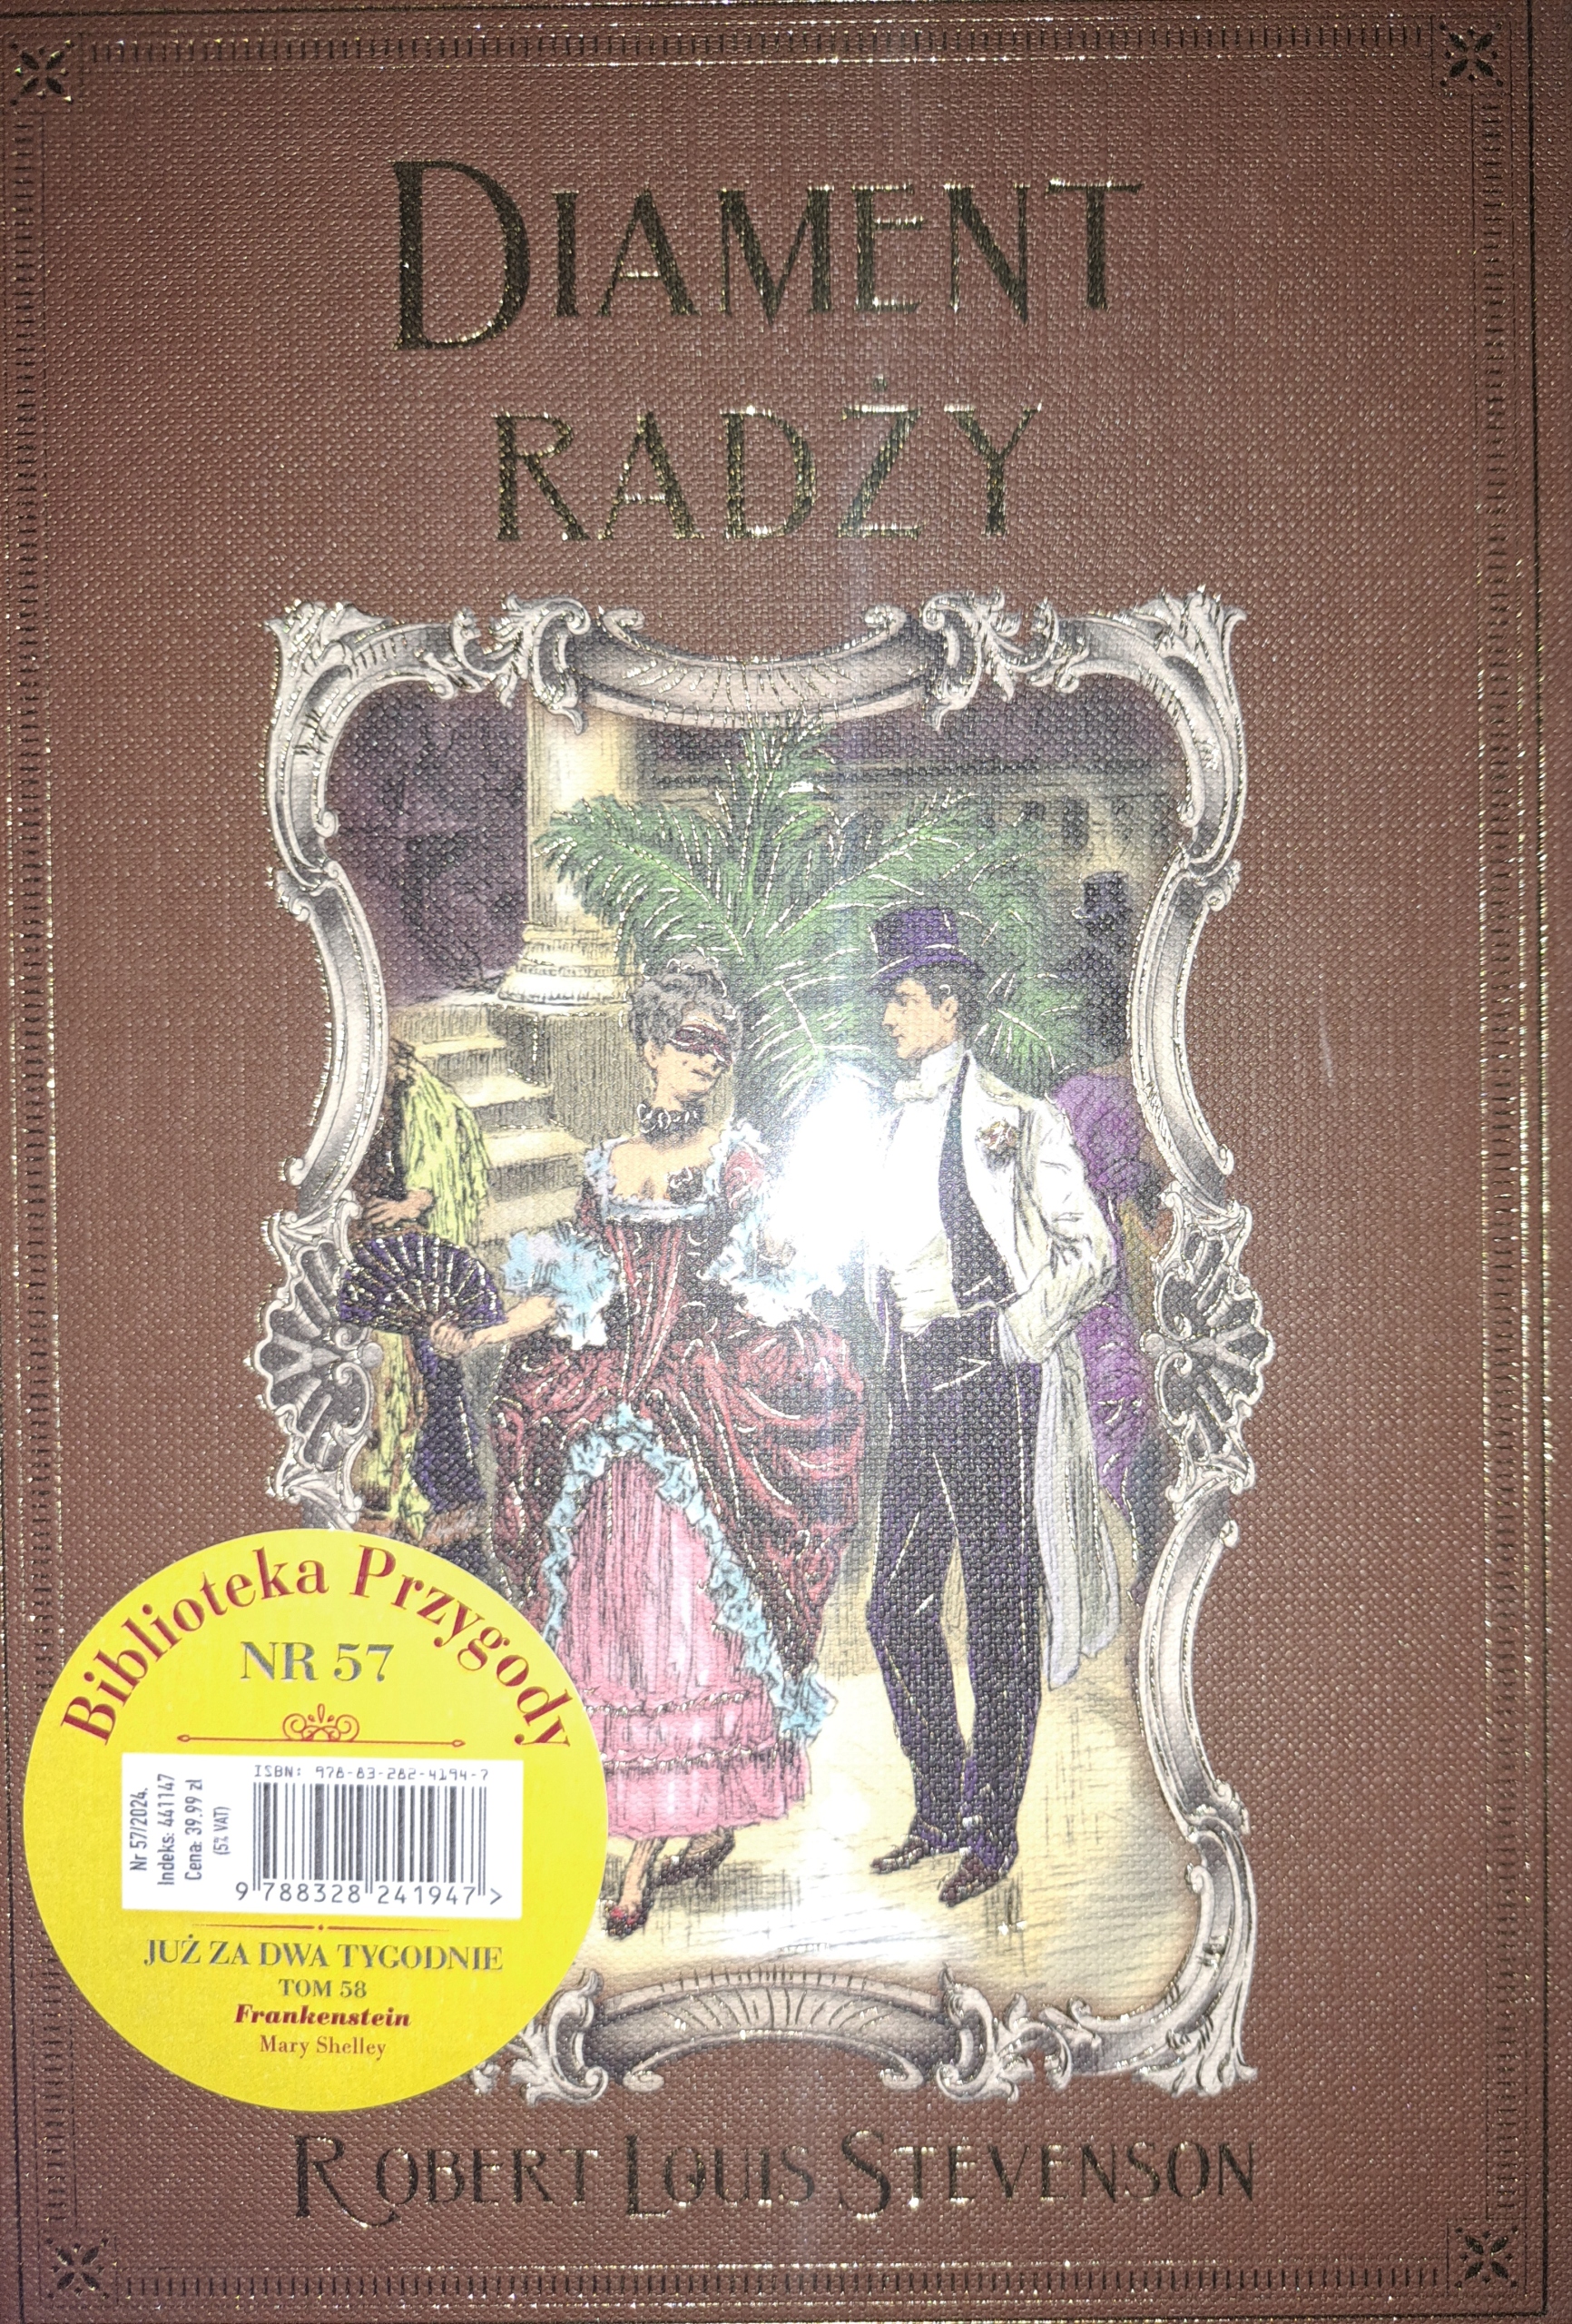 DIAMENT
RADŻY
Biblioteka Przygody
NR 57
Nr 57/2024.
Indeks: 441147
Cena: 39.99 zł
(5% VAT)
ISBN: 978-83-282-4194-7
9 788328 241947 >
JUŻ ZA DWA TYGODNIE
TOM 58
Frankenstein
Mary Shelley
ROBERT LOUIS STEVENSON